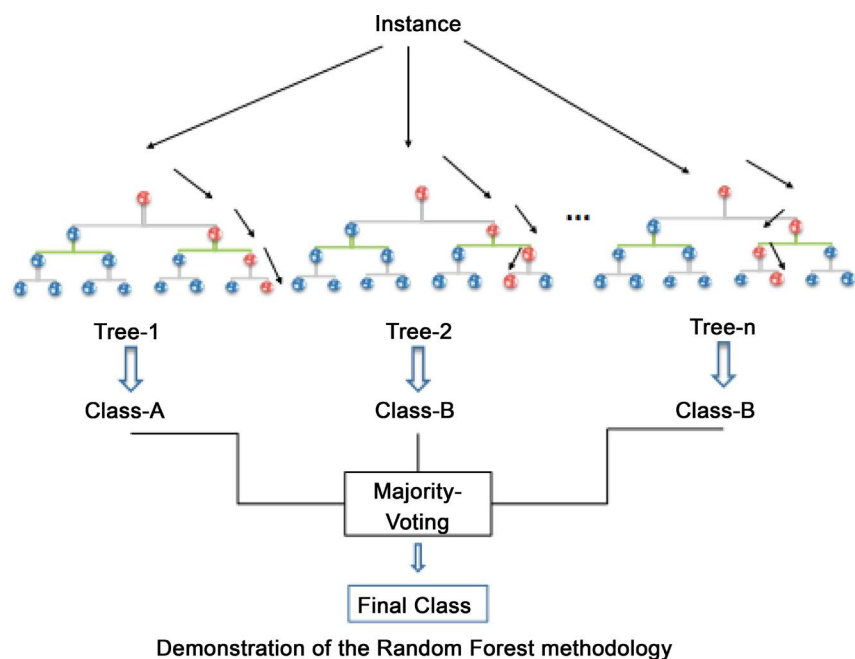 Instance
...
Tree-1 Tree-2 Tree-n
Class-A Class-B Class-B
Majority-
Voting
Final Class
Demonstration of the Random Forest methodology